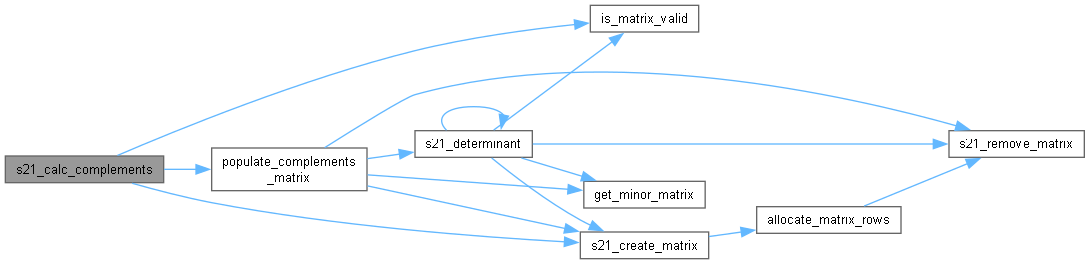 is_matrix_valid
s21_determinant
s21_remove_matrix
s21_calc_complements
populate_complements
_matrix
get_minor_matrix
allocate_matrix_rows
s21_create_matrix